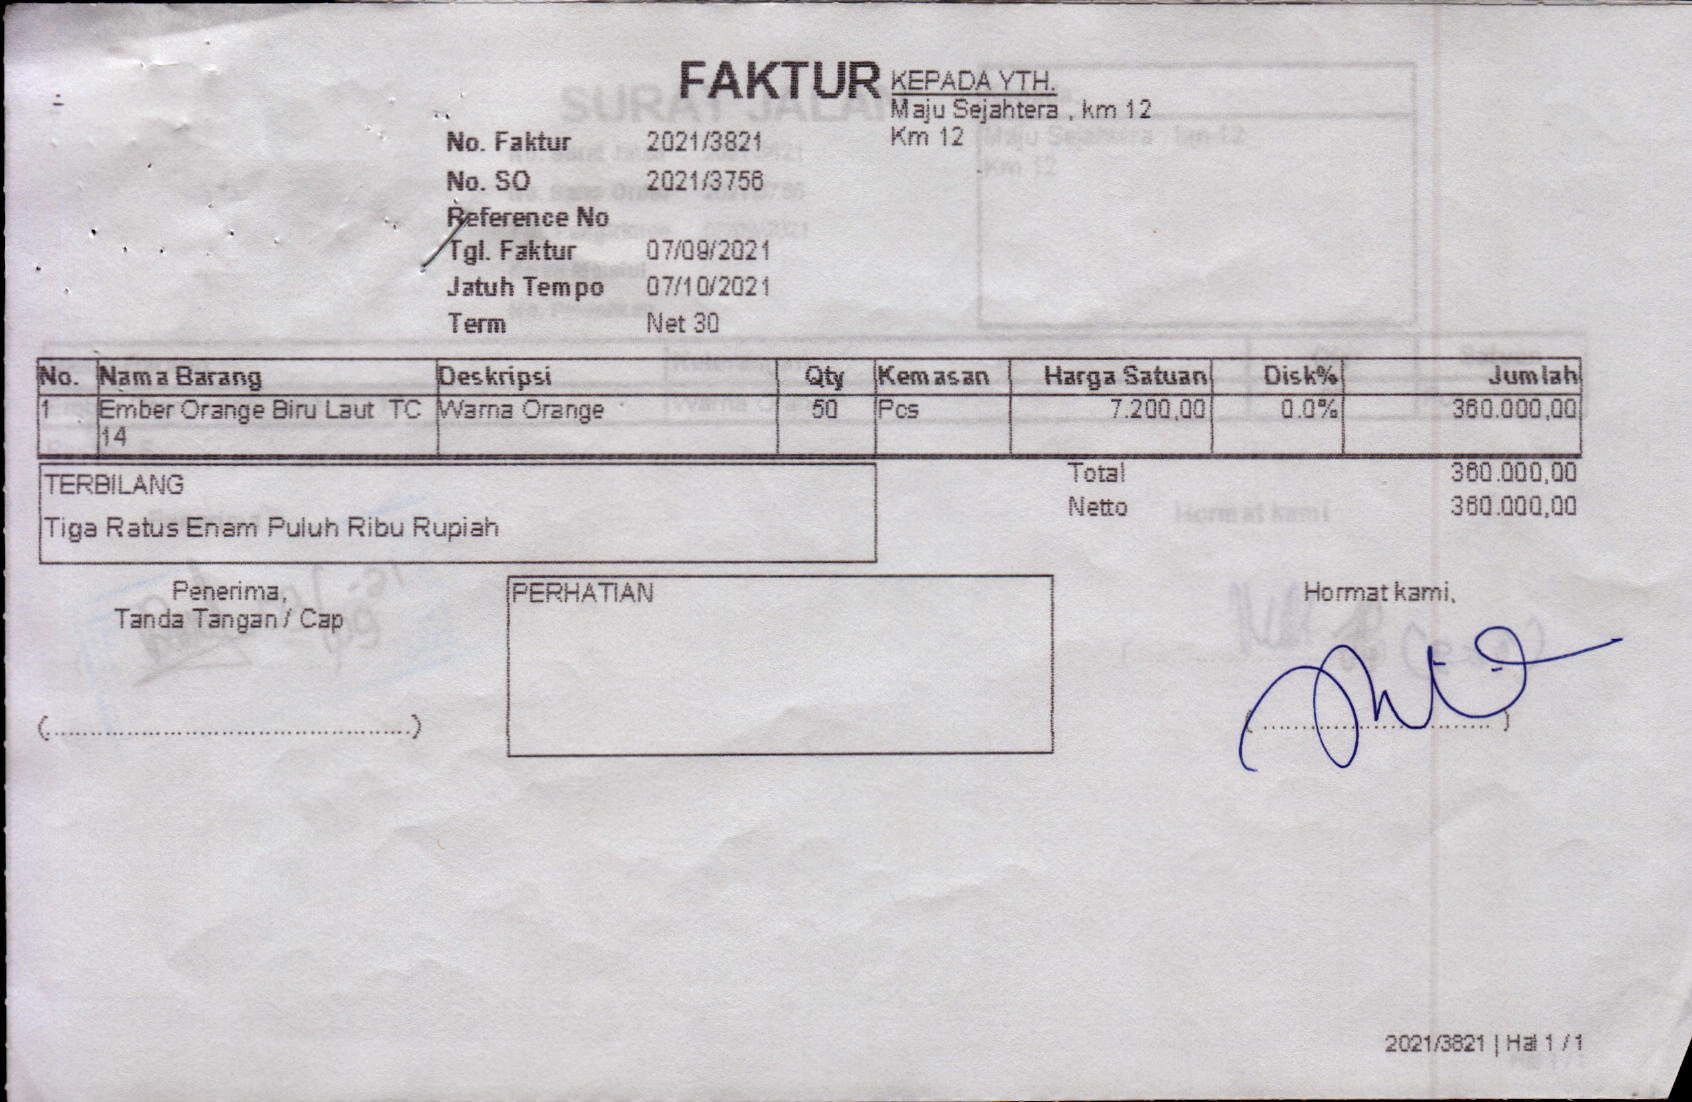 FAKTUR
KEPADA YTH.
Maju Sejahtera , km 12
Km 12
No. Faktur 2021/3821
No. SO 2021/3756
Reference No
Tgl. Faktur 07/09/2021
Jatuh Tempo 07/10/2021
Term Net 30
No. Nama Barang Deskripsi Qty Kemasan Harga Satuan Disk% Jumlah
1 Ember Orange Biru Laut TC Warna Orange 50 Pcs 7.200,00 0.0% 360.000,00
14
Total 360.000,00
Netto 360.000,00
TERBILANG
Tiga Ratus Enam Puluh Ribu Rupiah
Penerima,
Tanda Tangan / Cap
(................................................)
PERHATIAN
Hormat kami,
2021/3821 | Hal 1 / 1